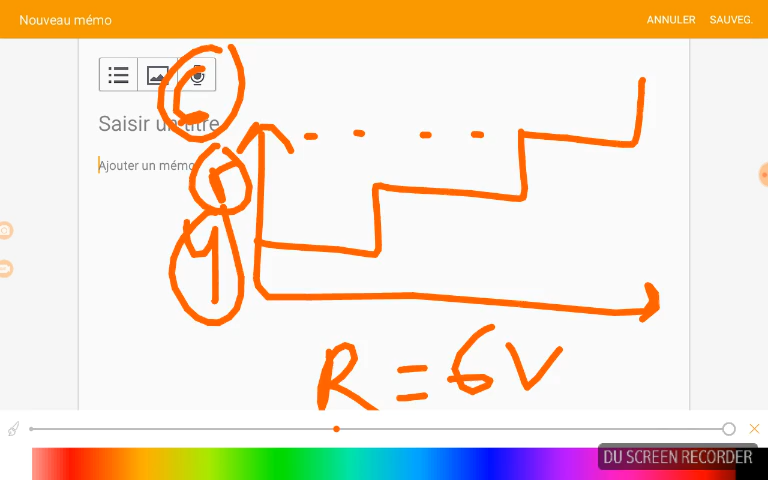 Nouveau mémo
ANNULER SAUVEG.
Saisir un titre
Ajouter un mémo
R = 6V
DU SCREEN RECORDER